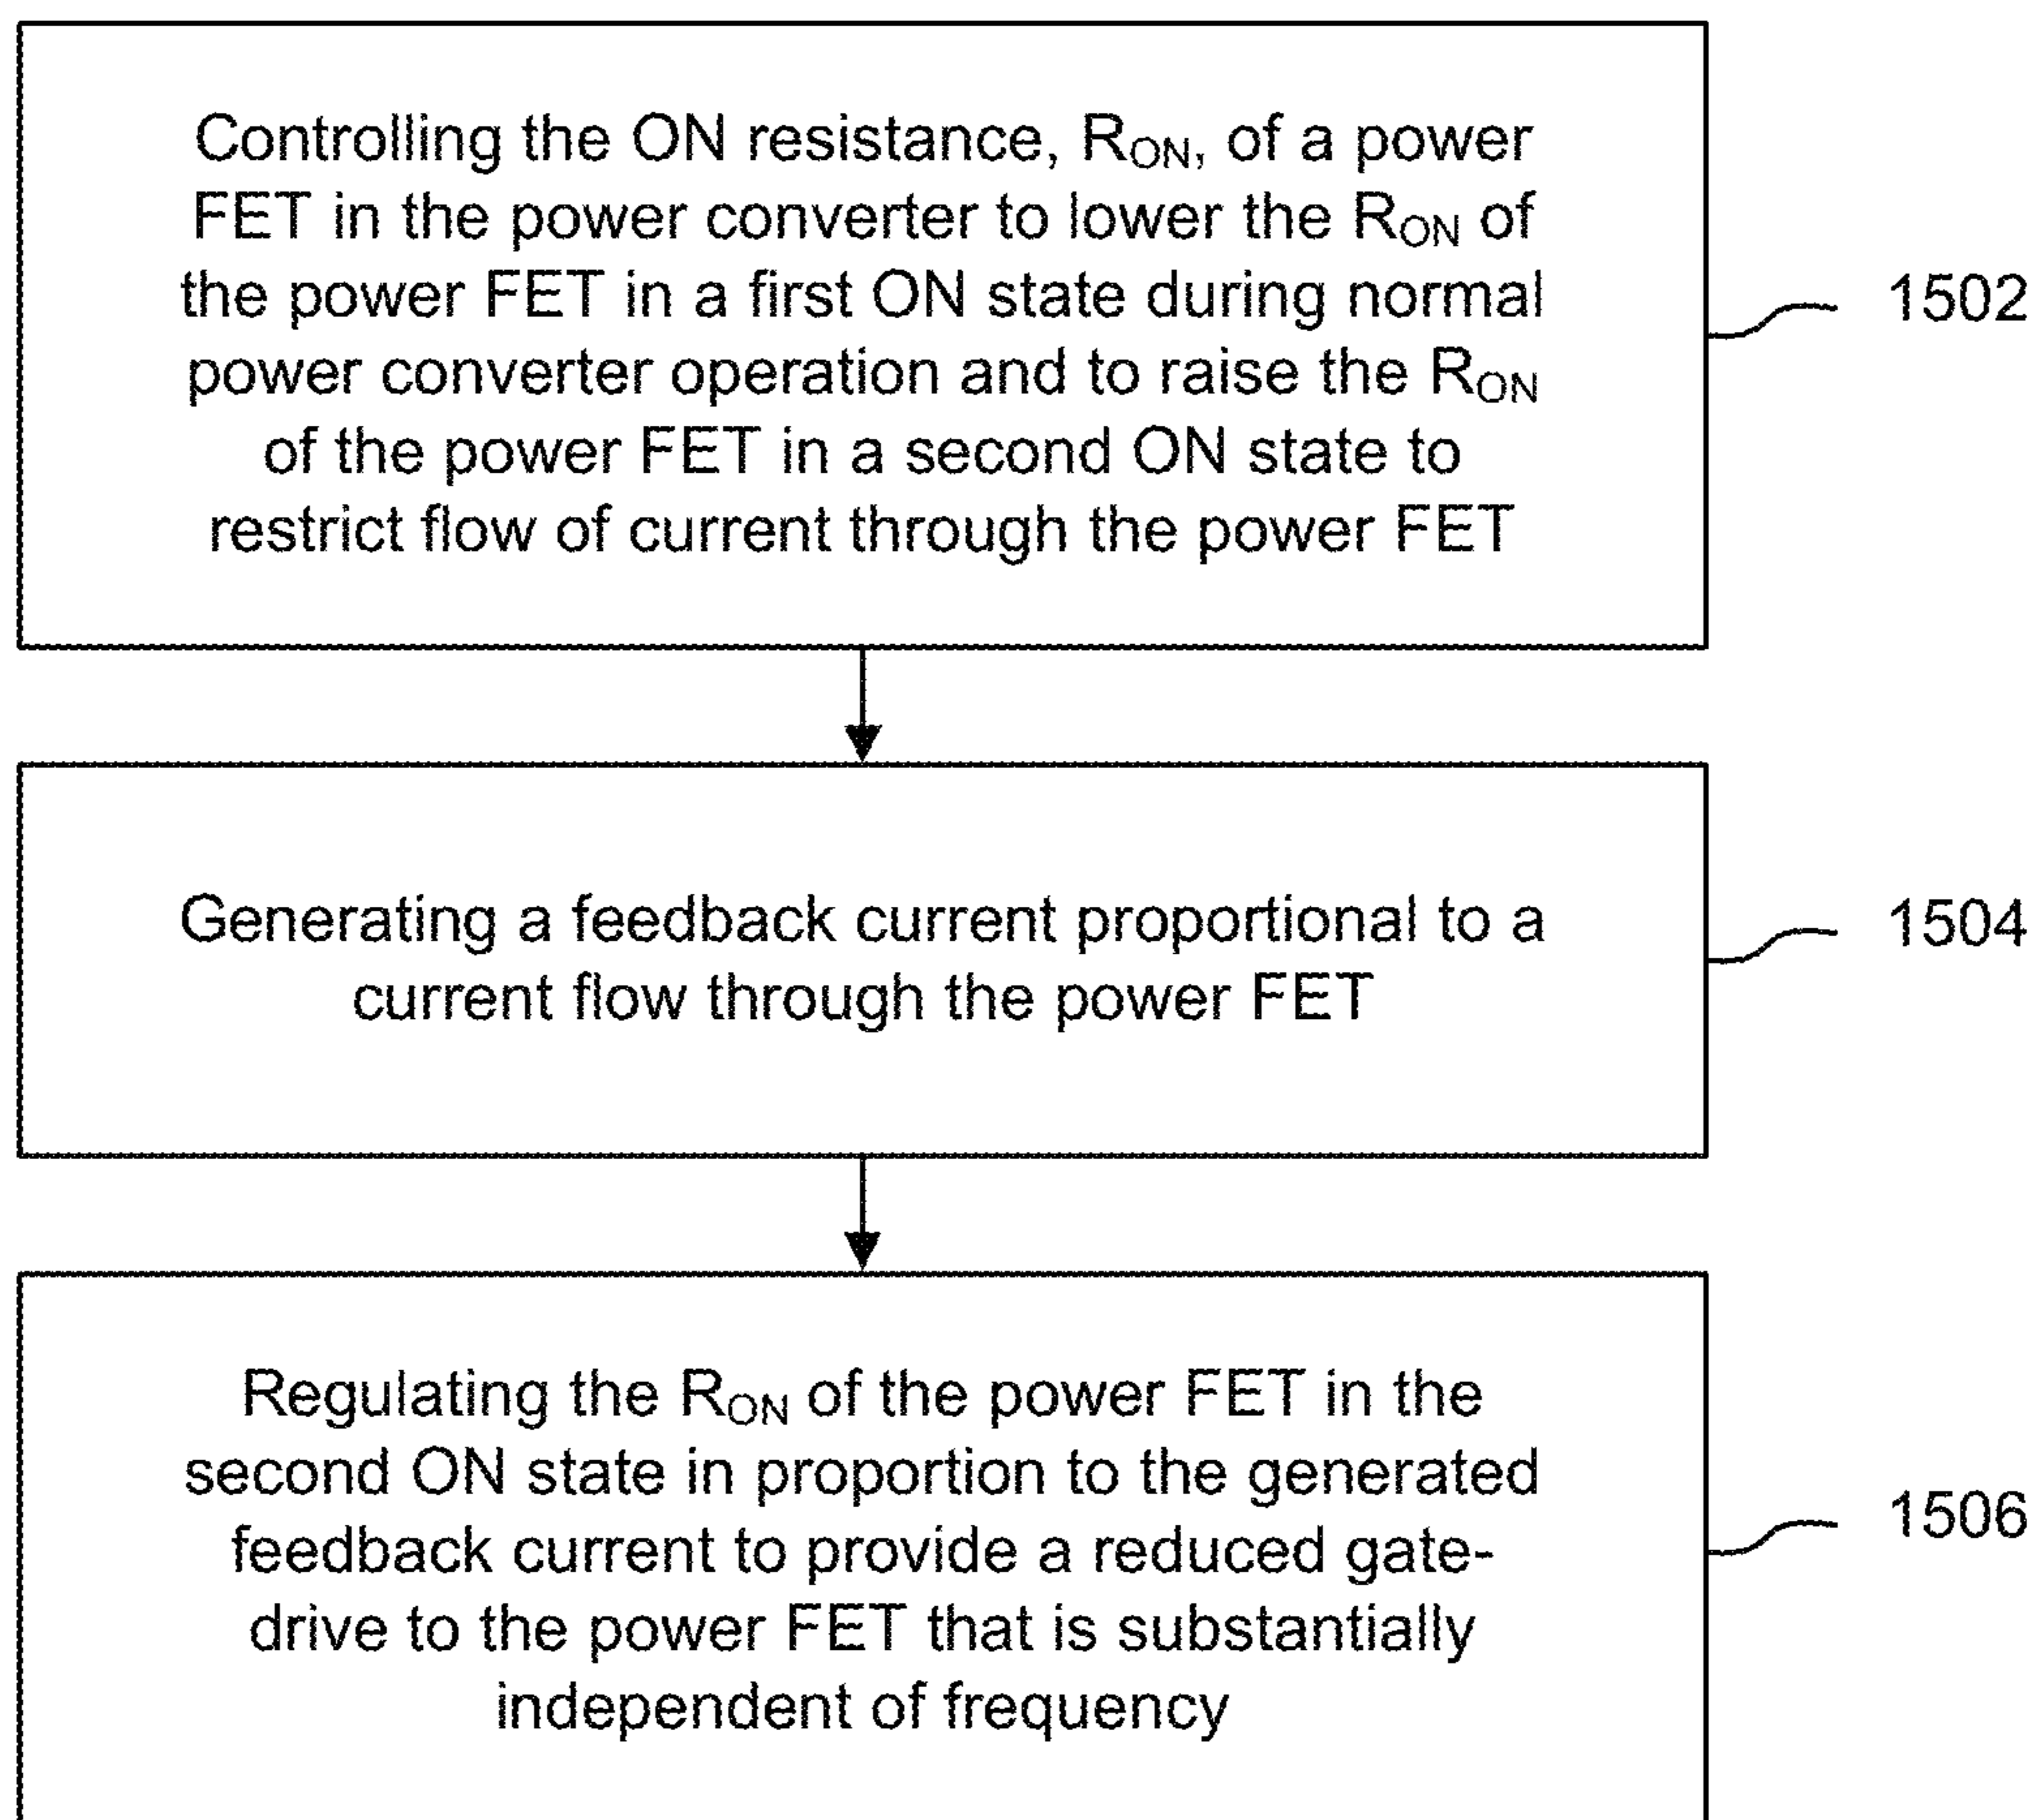 Controlling the ON resistance, RON, of a power
FET in the power converter to lower the RON of
the power FET in a first ON state during normal
power converter operation and to raise the RON
of the power FET in a second ON state to
restrict flow of current through the power FET
1502
Generating a feedback current proportional to a
current flow through the power FET
1504
Regulating the RON of the power FET in the
second ON state in proportion to the generated
feedback current to provide a reduced gate-
drive to the power FET that is substantially
independent of frequency
1506